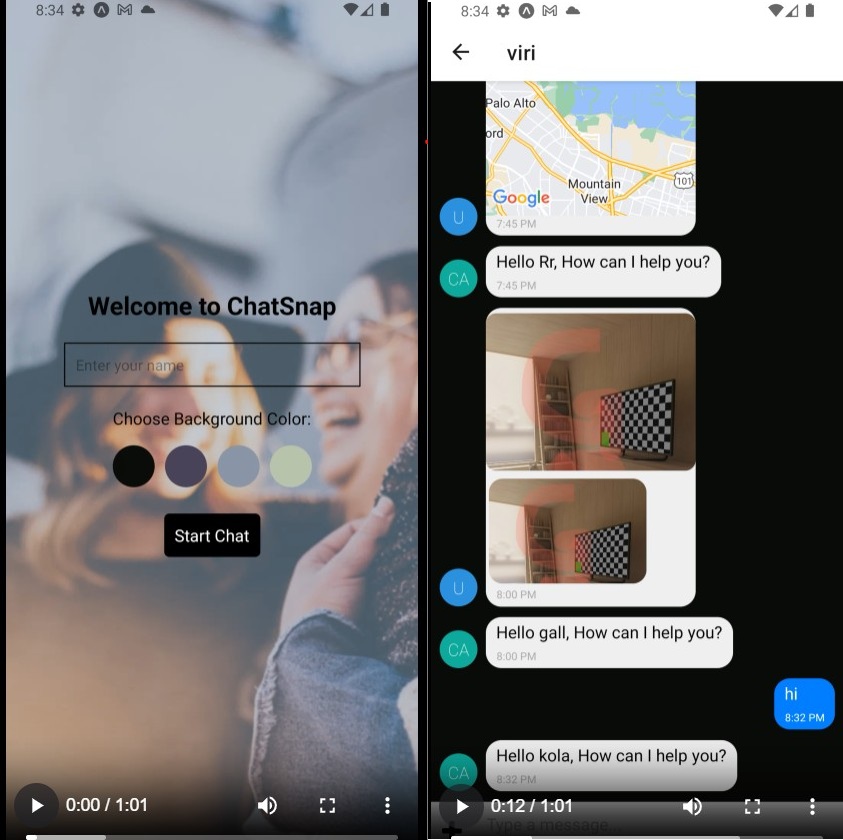 8:34
Welcome to ChatSnap
Enter your name
Choose Background Color:
Start Chat
0:00 / 1:01
8:34
viri
Palo Alto
ord
Mountain
View
101
Google
U
7:45 PM
Hello Rr, How can I help you?
CA
7:45 PM
U
8:00 PM
Hello gall, How can I help you?
CA
8:00 PM
hi
8:32 PM
Hello kola, How can I help you?
CA
8:32 PM
0:12 / 1:01
Type a message